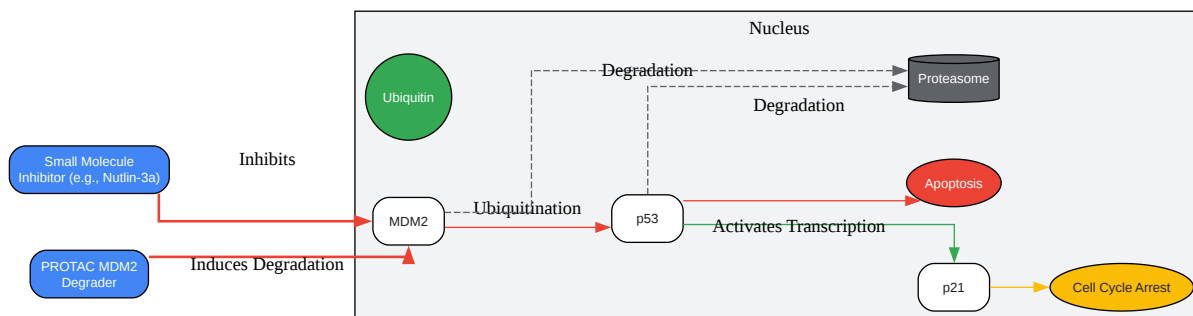 Nucleus
Degradation
Proteasome
Ubiquitin
Degradation
Inhibits
Small Molecule
Inhibitor (e.g., Nutlin-3a)
Apoptosis
MDM2
Ubiquitination
p53
Activates Transcription
PROTAC MDM2
Degrader
Induces Degradation
p21
Cell Cycle Arrest